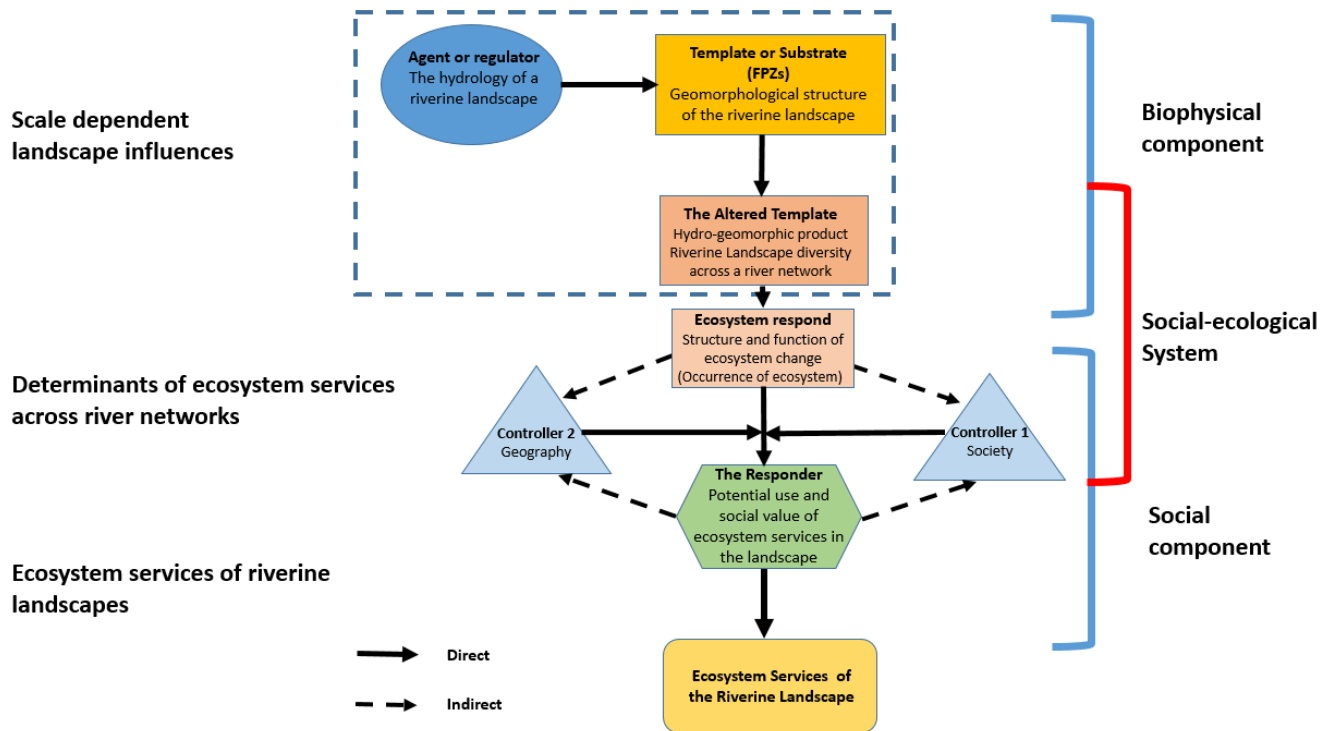 Agent or regulator
The hydrology of a
riverine landscape
Template or Substrate
(FPZs)
Geomorphological structure
of the riverine landscape
Scale dependent
landscape influences
Biophysical
component
The Altered Template
Hydro-geomorphic product
Riverine Landscape diversity
across a river network
Ecosystem respond
Structure and function of
ecosystem change
(Occurrence of ecosystem)
Social-ecological
System
Determinants of ecosystem services
across river networks
Controller 2
Geography
Controller 1
Society
The Responder
Potential use and
social value of
ecosystem services in
the landscape
Social
component
Ecosystem services of riverine
landscapes
Direct
Indirect
Ecosystem Services of
the Riverine Landscape